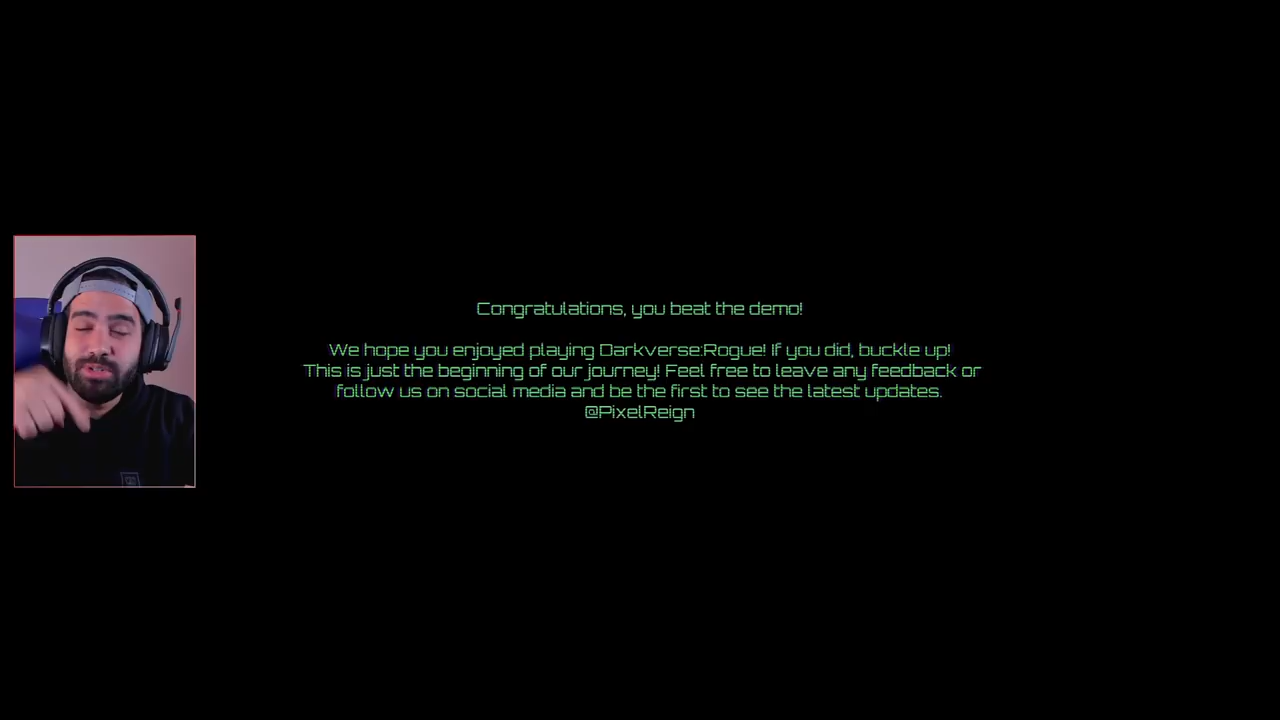 Congratulations, you beat the demo!
We hope you enjoyed playing Darkverse:Rogue! If you did, buckle up!
This is just the beginning of our journey! Feel free to leave any feedback or
follow us on social media and be the first to see the latest updates.
@PixelReign